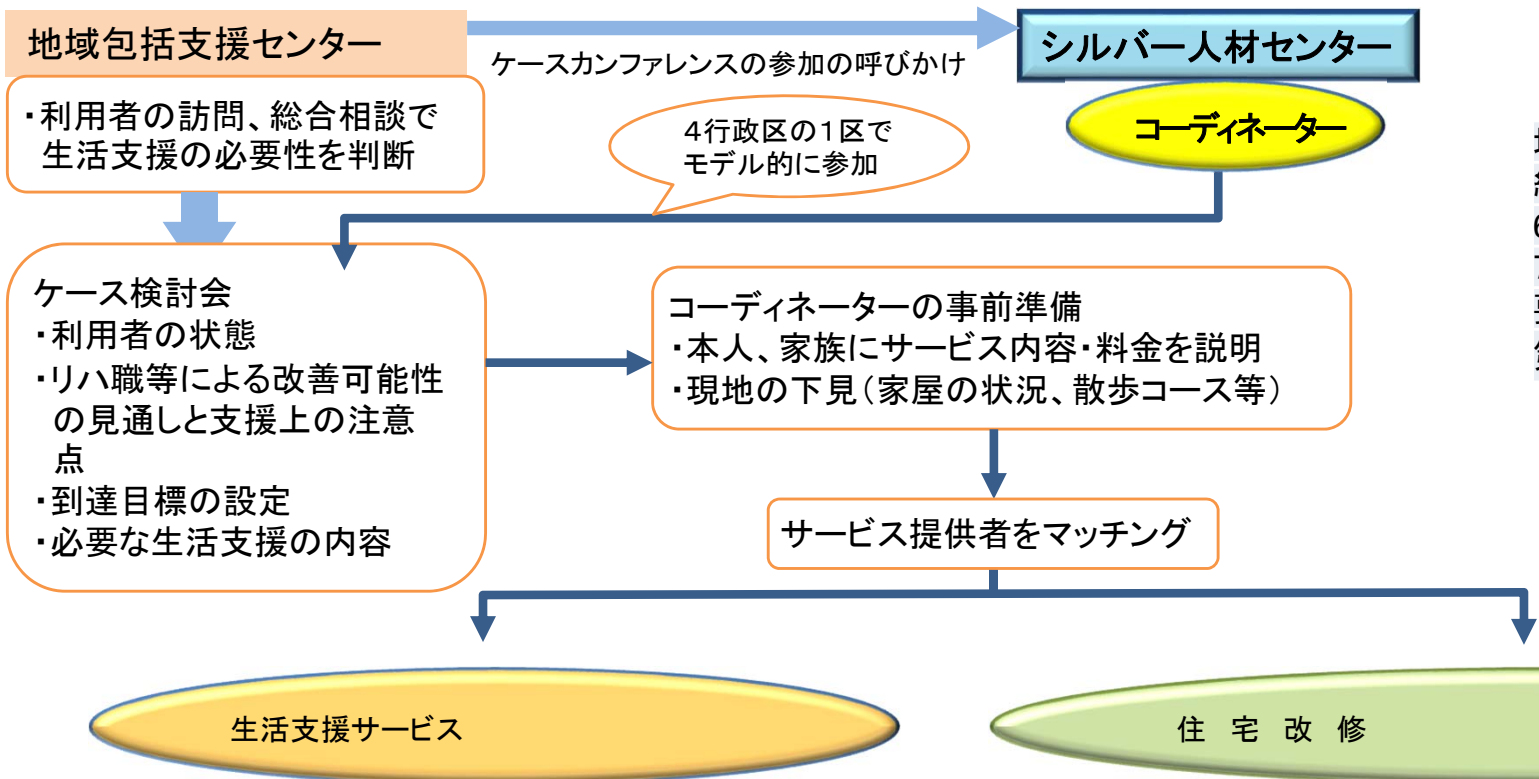 地域包括支援センター
ケースカンファレンスの参加の呼びかけ
シルバー人材センター
コーディネーター
・利用者の訪問、総合相談で
生活支援の必要性を判断
4行政区の1区で
モデル的に参加
ケース検討会
・利用者の状態
・リハ職等による改善可能性
の見通しと支援上の注意
点
・到達目標の設定
・必要な生活支援の内容
コーディネーターの事前準備
・本人、家族にサービス内容・料金を説明
・現地の下見（家屋の状況、散歩コース等）
サービス提供者をマッチング
生活支援サービス
住 宅 改 修